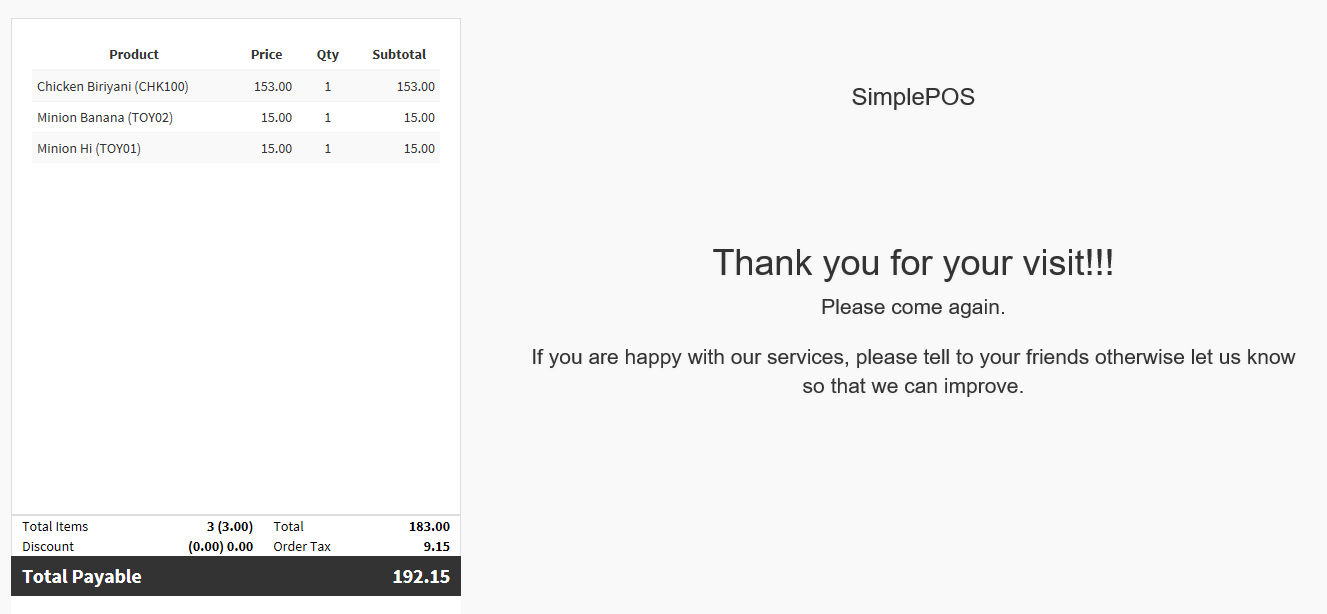 Product Price Qty Subtotal
Chicken Biriyani (CHK100) 153.00 1 153.00
Minion Banana (TOY02) 15.00 1 15.00
Minion Hi (TOY01) 15.00 1 15.00
Total Items 3 (3.00) Total 183.00
Discount (0.00) 0.00 Order Tax 9.15
Total Payable 192.15
SimplePOS
Thank you for your visit!!!
Please come again.
If you are happy with our services, please tell to your friends otherwise let us know
so that we can improve.